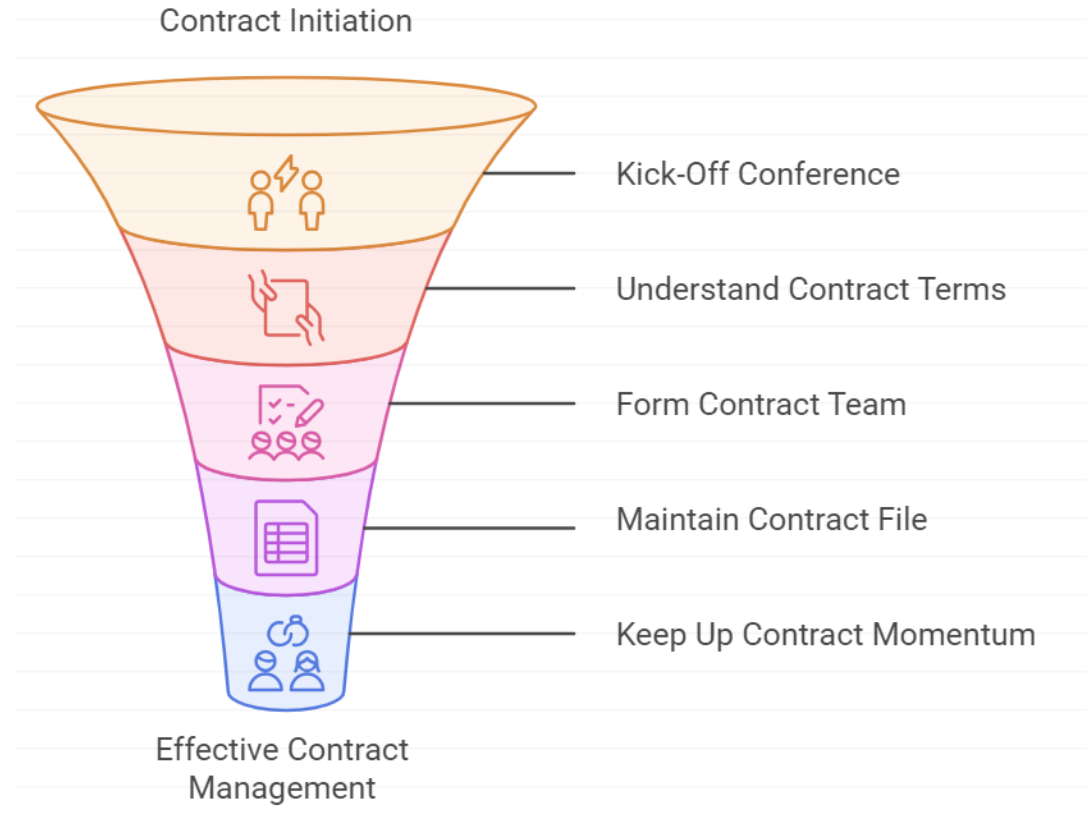 Contract Initiation
Kick-Off Conference
Understand Contract Terms
Form Contract Team
Maintain Contract File
Keep Up Contract Momentum
Effective Contract
Management